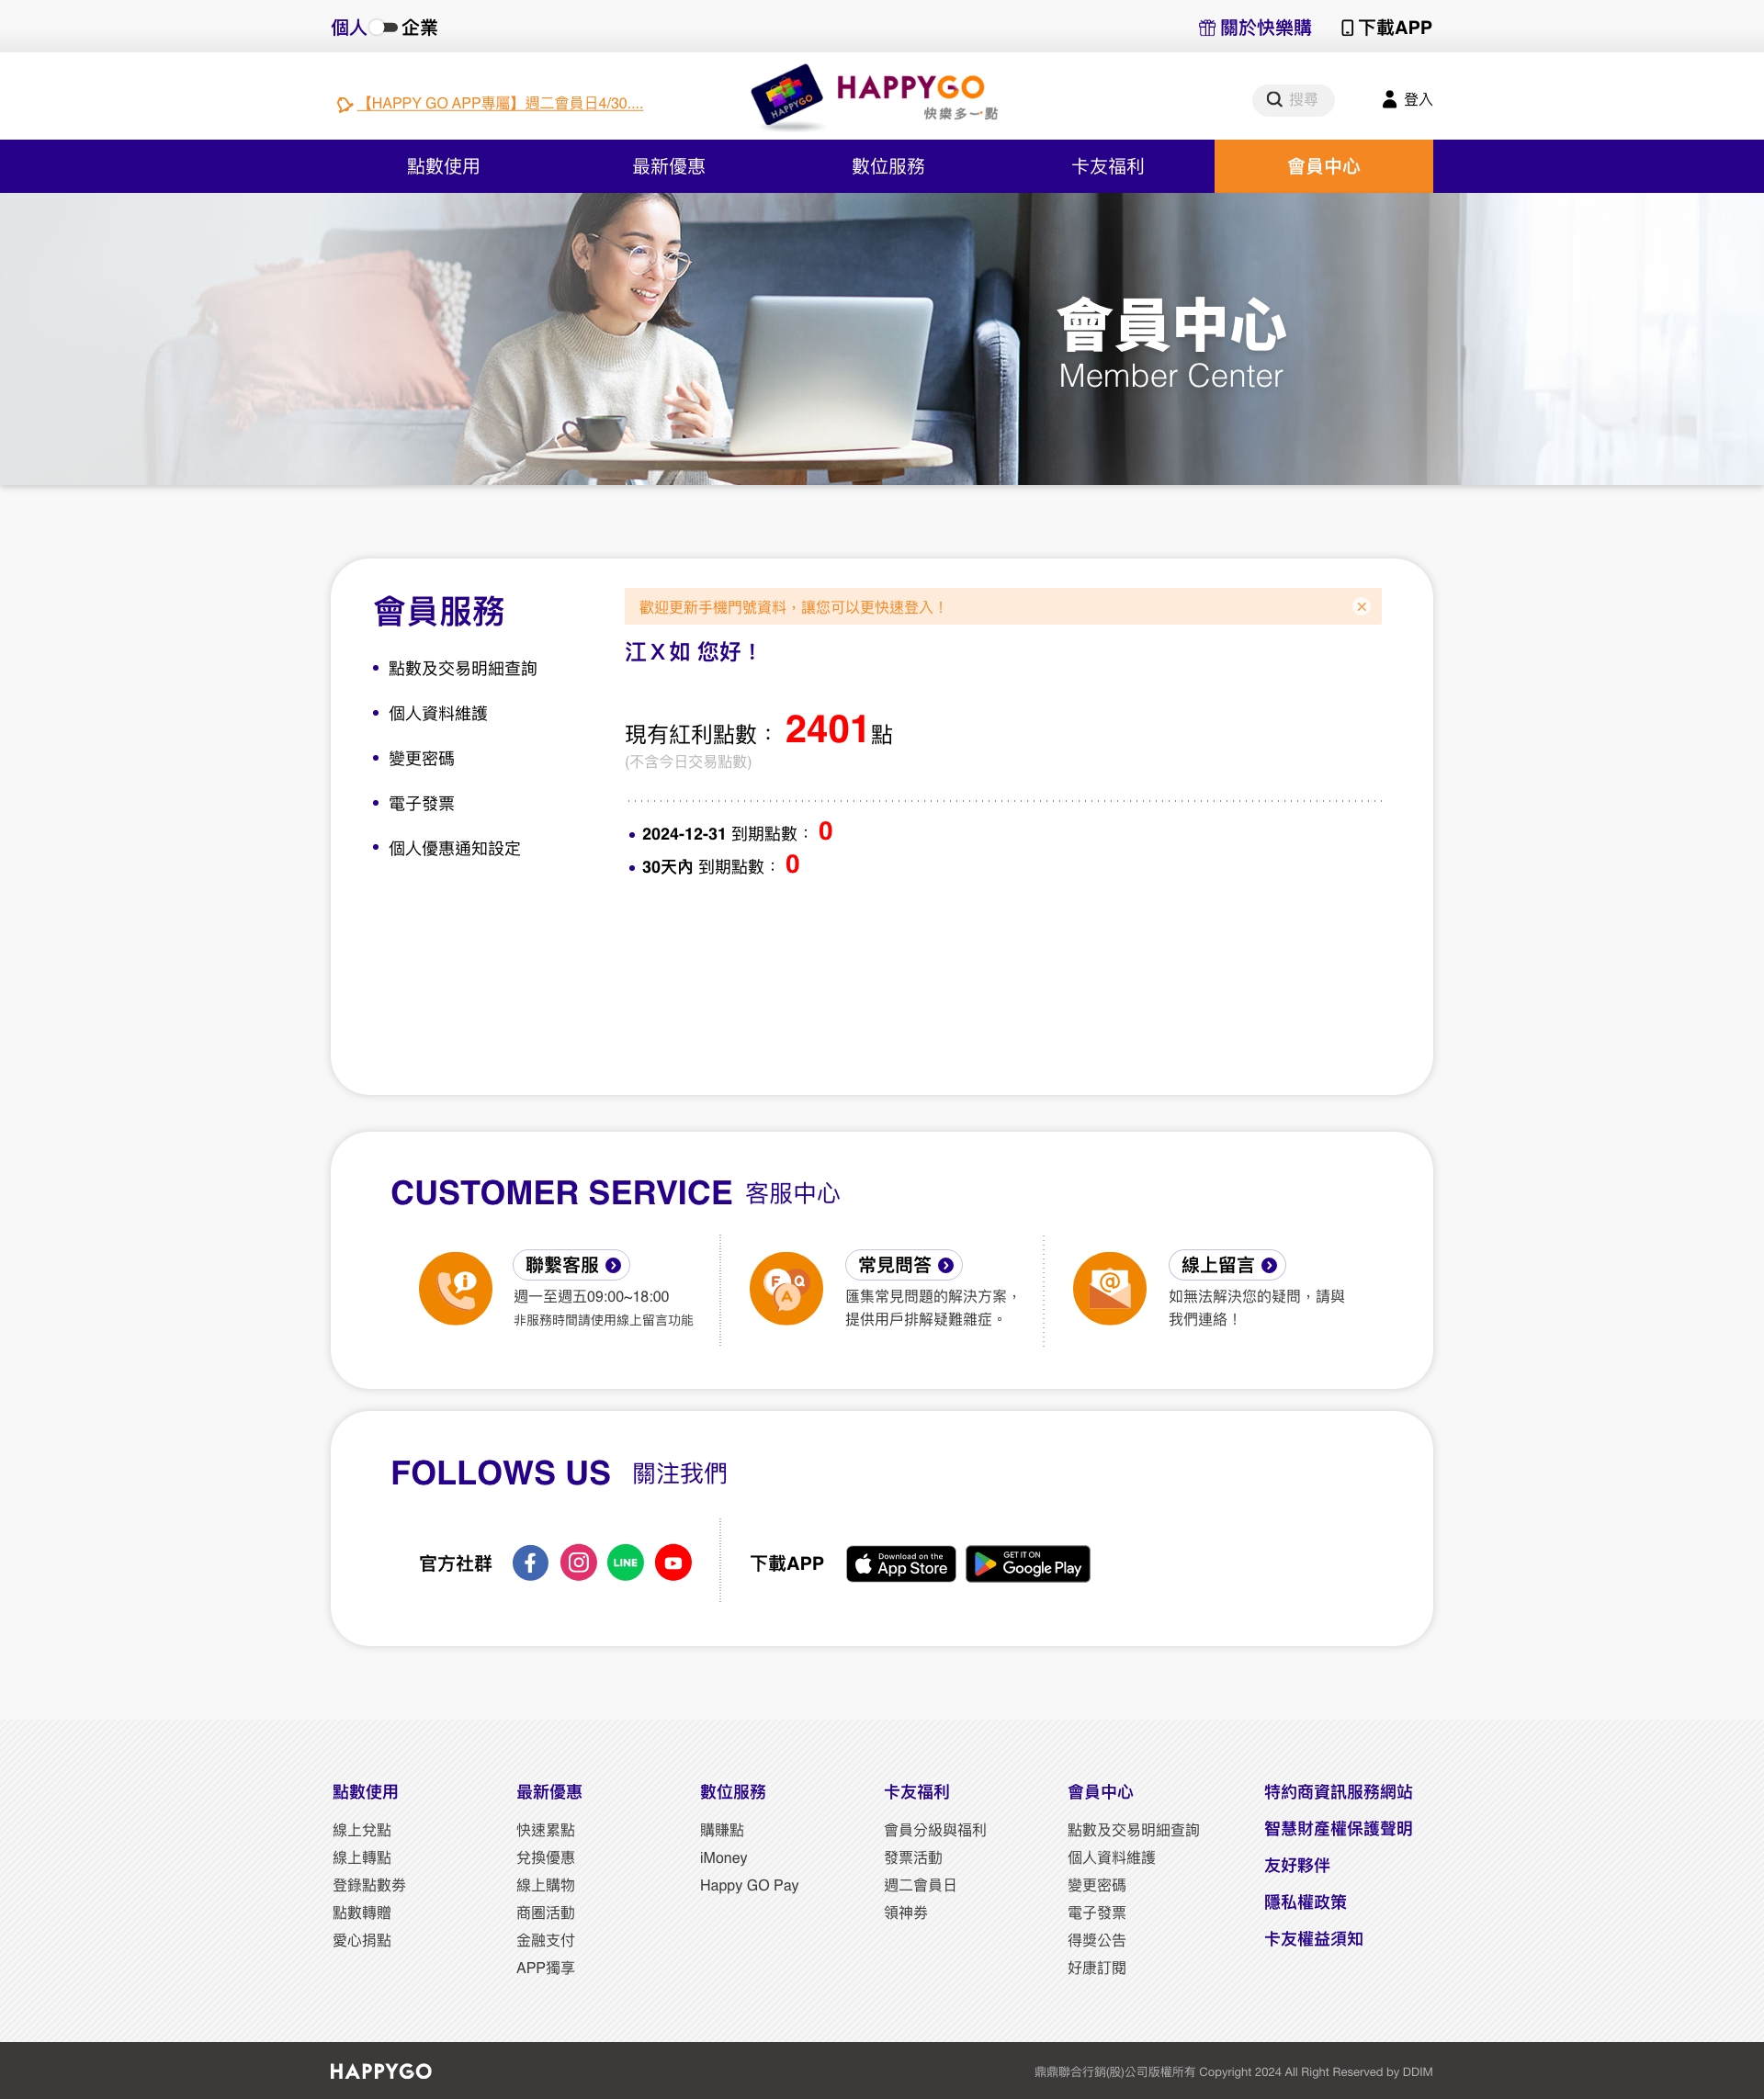 個人 企業
關於快樂購 下載APP
【HAPPY GO APP專屬】週二會員日4/30....
HAPPYGO
HAPPYGO
快樂多一點
搜尋 登入
點數使用 最新優惠 數位服務 卡友福利 會員中心
會員中心
Member Center
會員服務
點數及交易明細查詢
個人資料維護
變更密碼
電子發票
個人優惠通知設定
歡迎更新手機門號資料，讓您可以更快速登入！
江X如 您好！
現有紅利點數： 2401點
(不含今日交易點數)
2024-12-31 到期點數： 0
30天內 到期點數： 0
CUSTOMER SERVICE 客服中心
聯繫客服
週一至週五09:00~18:00
非服務時間請使用線上留言功能
F Q
A
常見問答
匯集常見問題的解決方案，
提供用戶排解疑難雜症。
@
線上留言
如無法解決您的疑問，請與
我們連絡！
FOLLOWS US 關注我們
官方社群
LINE
下載APP
Download on the
App Store
GET IT ON
Google Play
點數使用
線上兌點
線上轉點
登錄點數劵
點數轉贈
愛心捐點
最新優惠
快速累點
兌換優惠
線上購物
商圈活動
金融支付
APP獨享
數位服務
購賺點
iMoney
Happy GO Pay
卡友福利
會員分級與福利
發票活動
週二會員日
領神券
會員中心
點數及交易明細查詢
個人資料維護
變更密碼
電子發票
得獎公告
好康訂閱
特約商資訊服務網站
智慧財產權保護聲明
友好夥伴
隱私權政策
卡友權益須知
HAPPYGO
鼎鼎聯合行銷(股)公司版權所有 Copyright 2024 All Right Reserved by DDIM